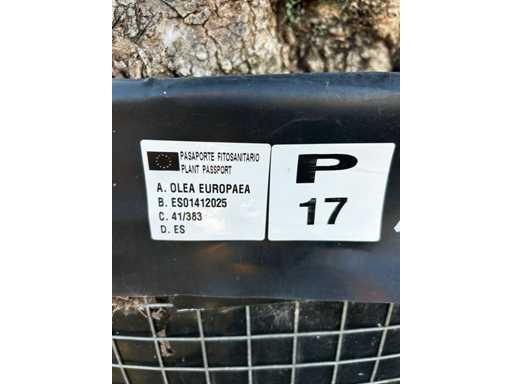 PASAPORTE FITOSANITARIO
PLANT PASSPORT
A. OLEA EUROPAEA
B. ES01412025
C. 41/383
D. ES
P
17